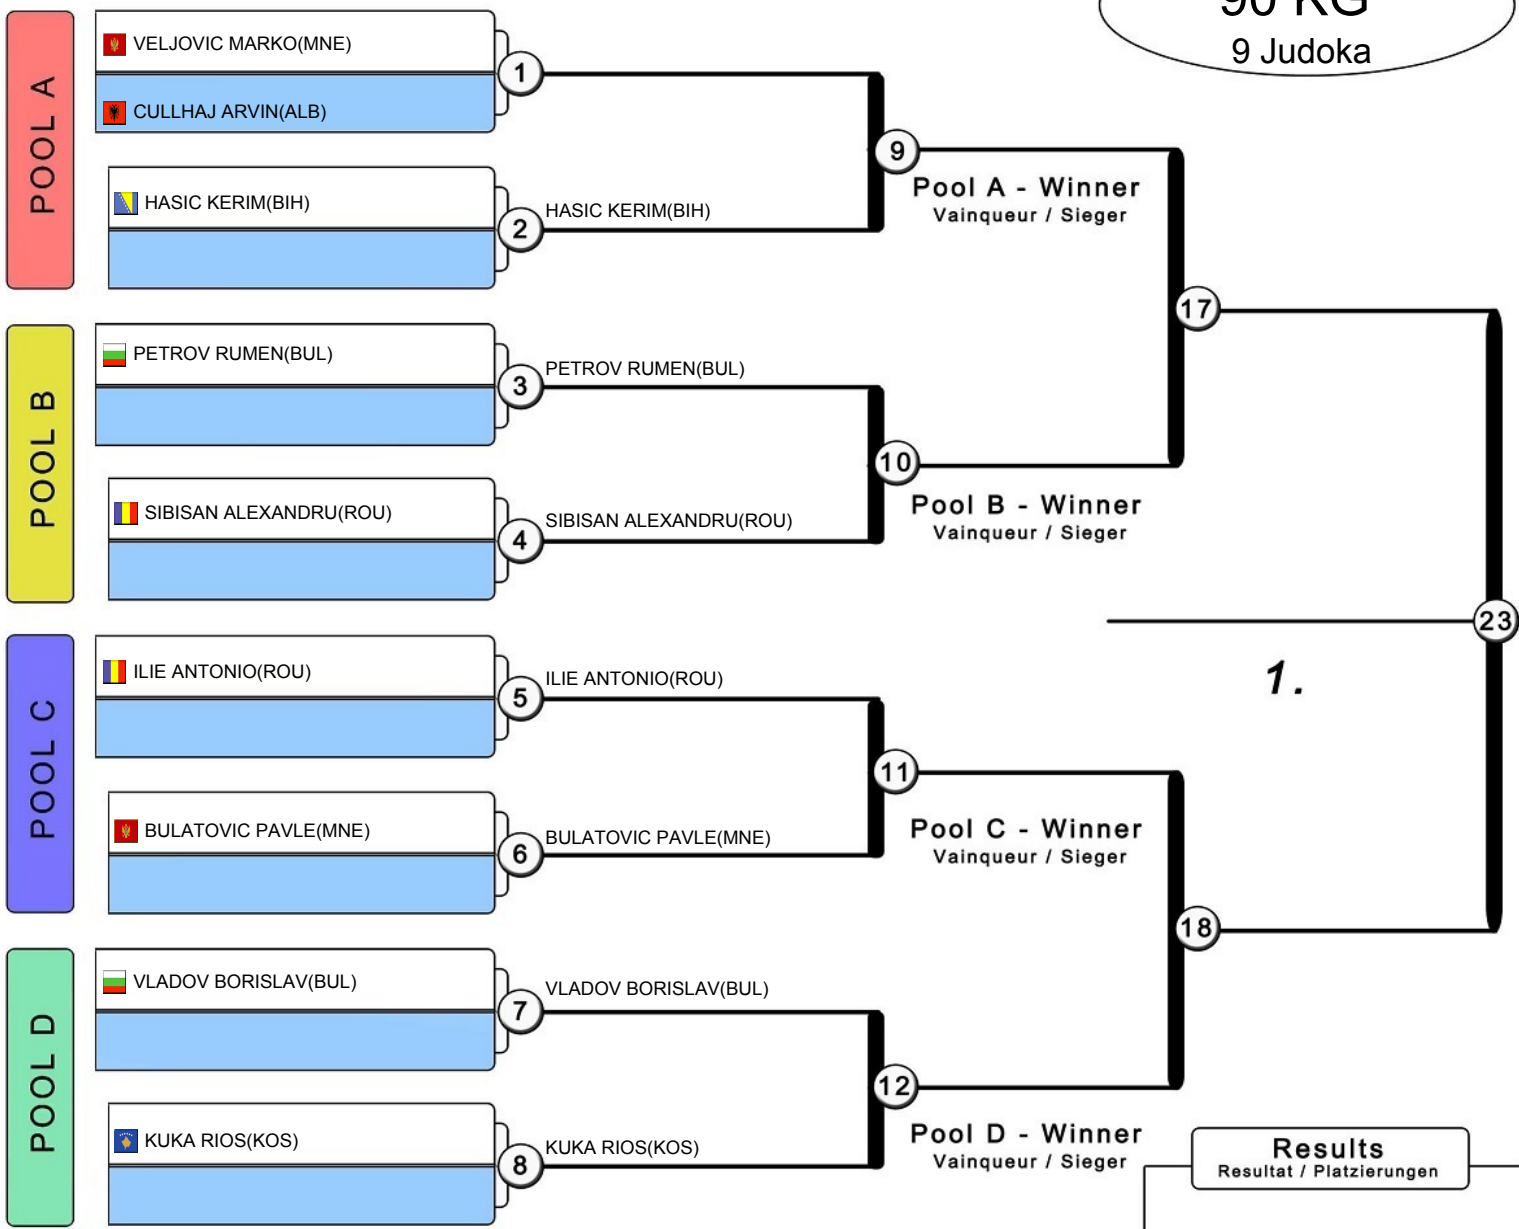 90 KG
9 Judoka
POOL A
VELJOVIC MARKO(MNE)
CULLHAJ ARVIN(ALB)
1
HASIC KERIM(BIH)
2
HASIC KERIM(BIH)
9
Pool A - Winner
Vainqueur / Sieger
POOL B
PETROV RUMEN(BUL)
3
PETROV RUMEN(BUL)
SIBISAN ALEXANDRU(ROU)
4
SIBISAN ALEXANDRU(ROU)
10
Pool B - Winner
Vainqueur / Sieger
17
POOL C
ILIE ANTONIO(ROU)
5
ILIE ANTONIO(ROU)
BULATOVIC PAVLE(MNE)
6
BULATOVIC PAVLE(MNE)
11
Pool C - Winner
Vainqueur / Sieger
POOL D
VLADOV BORISLAV(BUL)
7
VLADOV BORISLAV(BUL)
KUKA RIOS(KOS)
8
KUKA RIOS(KOS)
12
Pool D - Winner
Vainqueur / Sieger
18
23
1.
Results
Resultat / Platzierungen